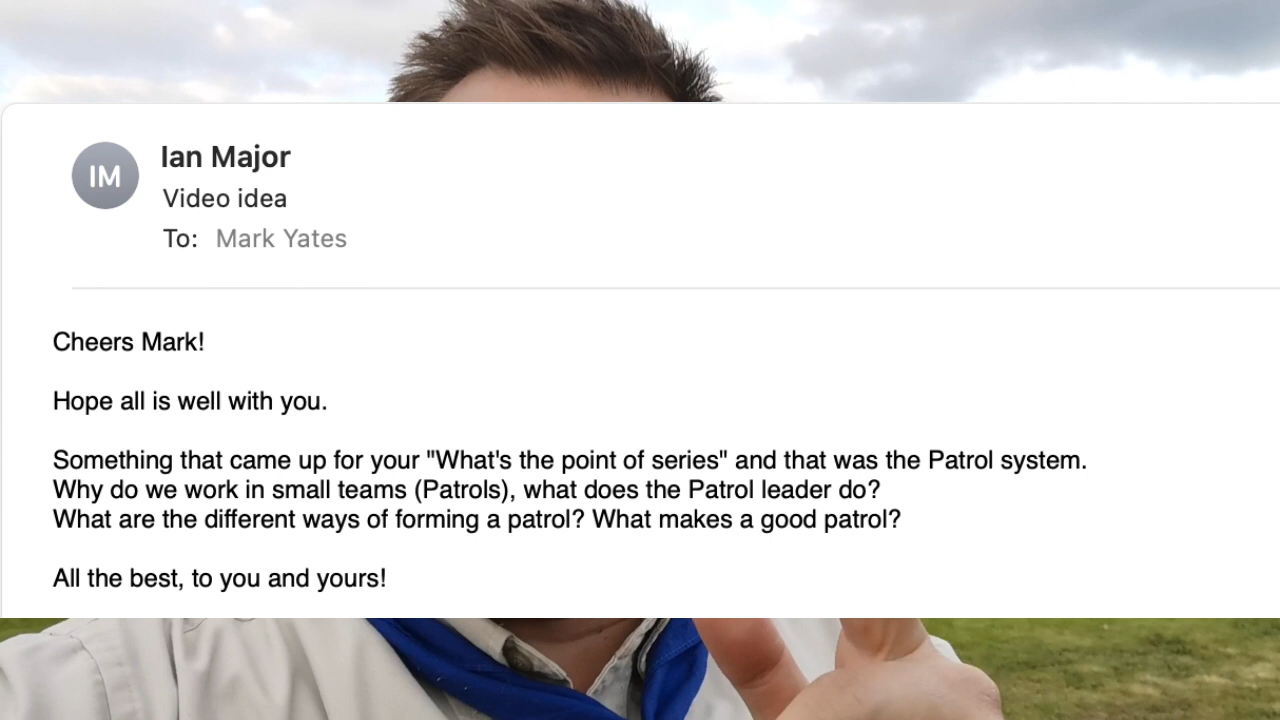 IM
Ian Major
Video idea
To: Mark Yates
Cheers Mark!
Hope all is well with you.
Something that came up for your "What's the point of series" and that was the Patrol system.
Why do we work in small teams (Patrols), what does the Patrol leader do?
What are the different ways of forming a patrol? What makes a good patrol?
All the best, to you and yours!